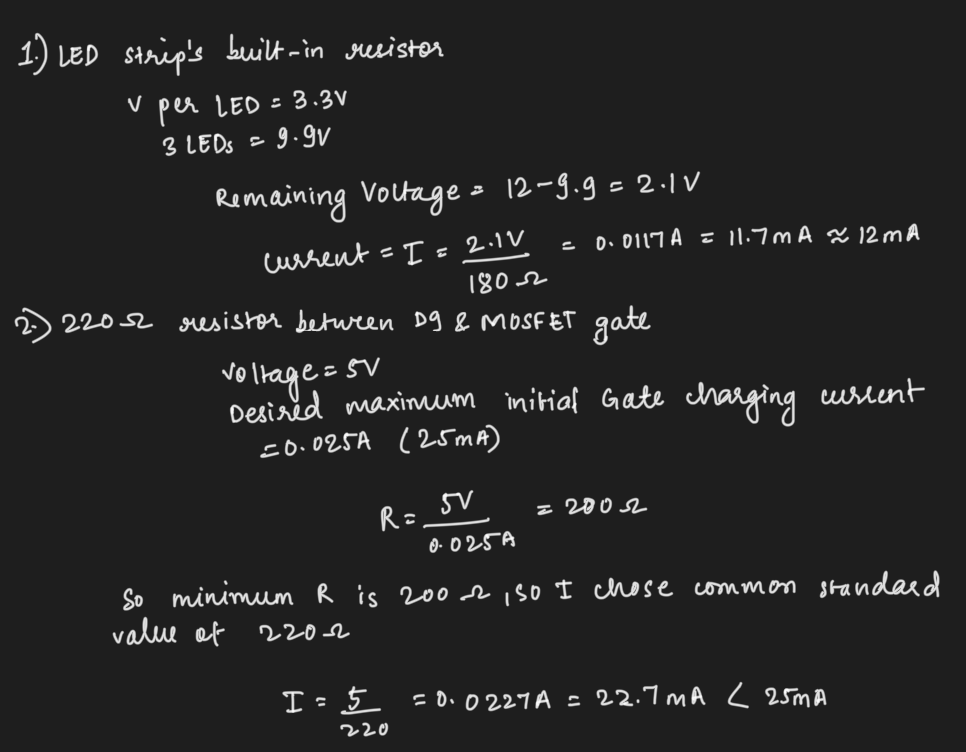 1.) LED strip's built-in resistor
V per LED = 3.3V
3 LEDs = 9.9V
Remaining Voltage = 12-9.9 = 2.1V
current = I = 2.1V / 180Ω = 0.0117A = 11.7mA ≈ 12mA
2.) 220Ω resistor between D9 & MOSFET gate
Voltage = 5V
Desired maximum initial Gate charging current
= 0.025A (25mA)
R = 5V / 0.025A = 200Ω
So minimum R is 200Ω, so I chose common standard
value of 220Ω
I = 5 / 220 = 0.0227A = 22.7mA < 25mA